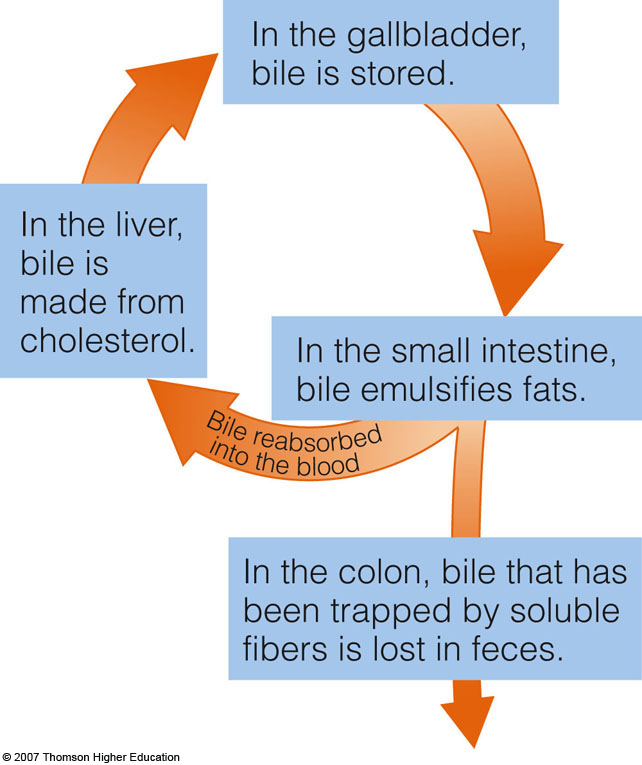 In the gallbladder,
bile is stored.
In the liver,
bile is
made from
cholesterol.
In the small intestine,
bile emulsifies fats.
Bile reabsorbed
into the blood
In the colon, bile that has
been trapped by soluble
fibers is lost in feces.
© 2007 Thomson Higher Education